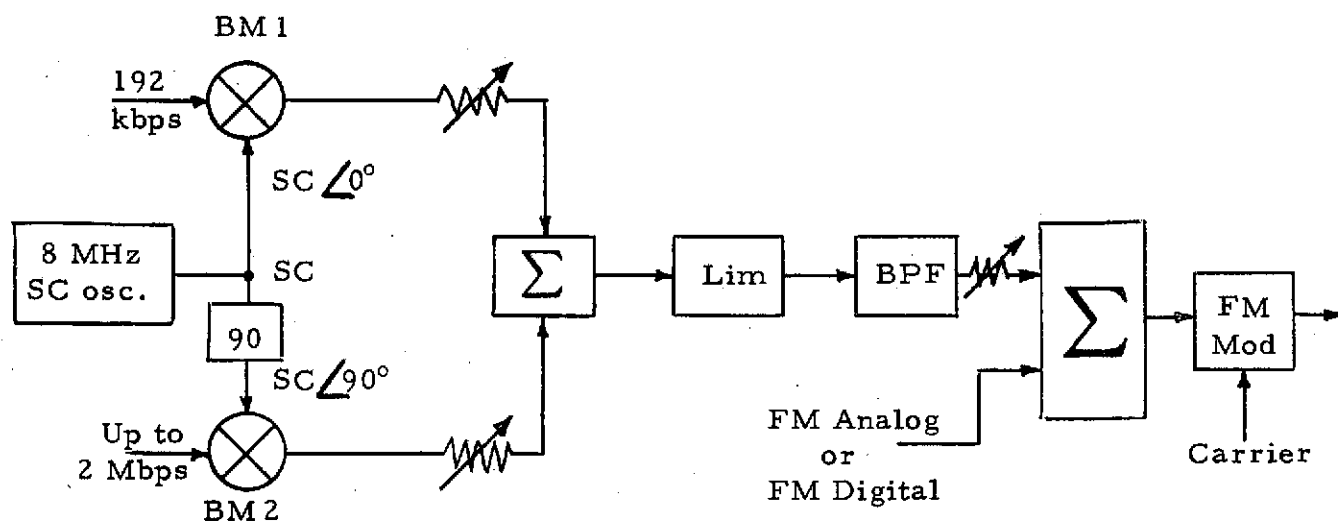 BM 1
192
kbps
SC ∠0°
8 MHz
SC osc.
SC
90
SC ∠90°
Up to
2 Mbps
BM 2
Σ
Lim
BPF
Σ
FM
Mod
FM Analog
or
FM Digital
Carrier